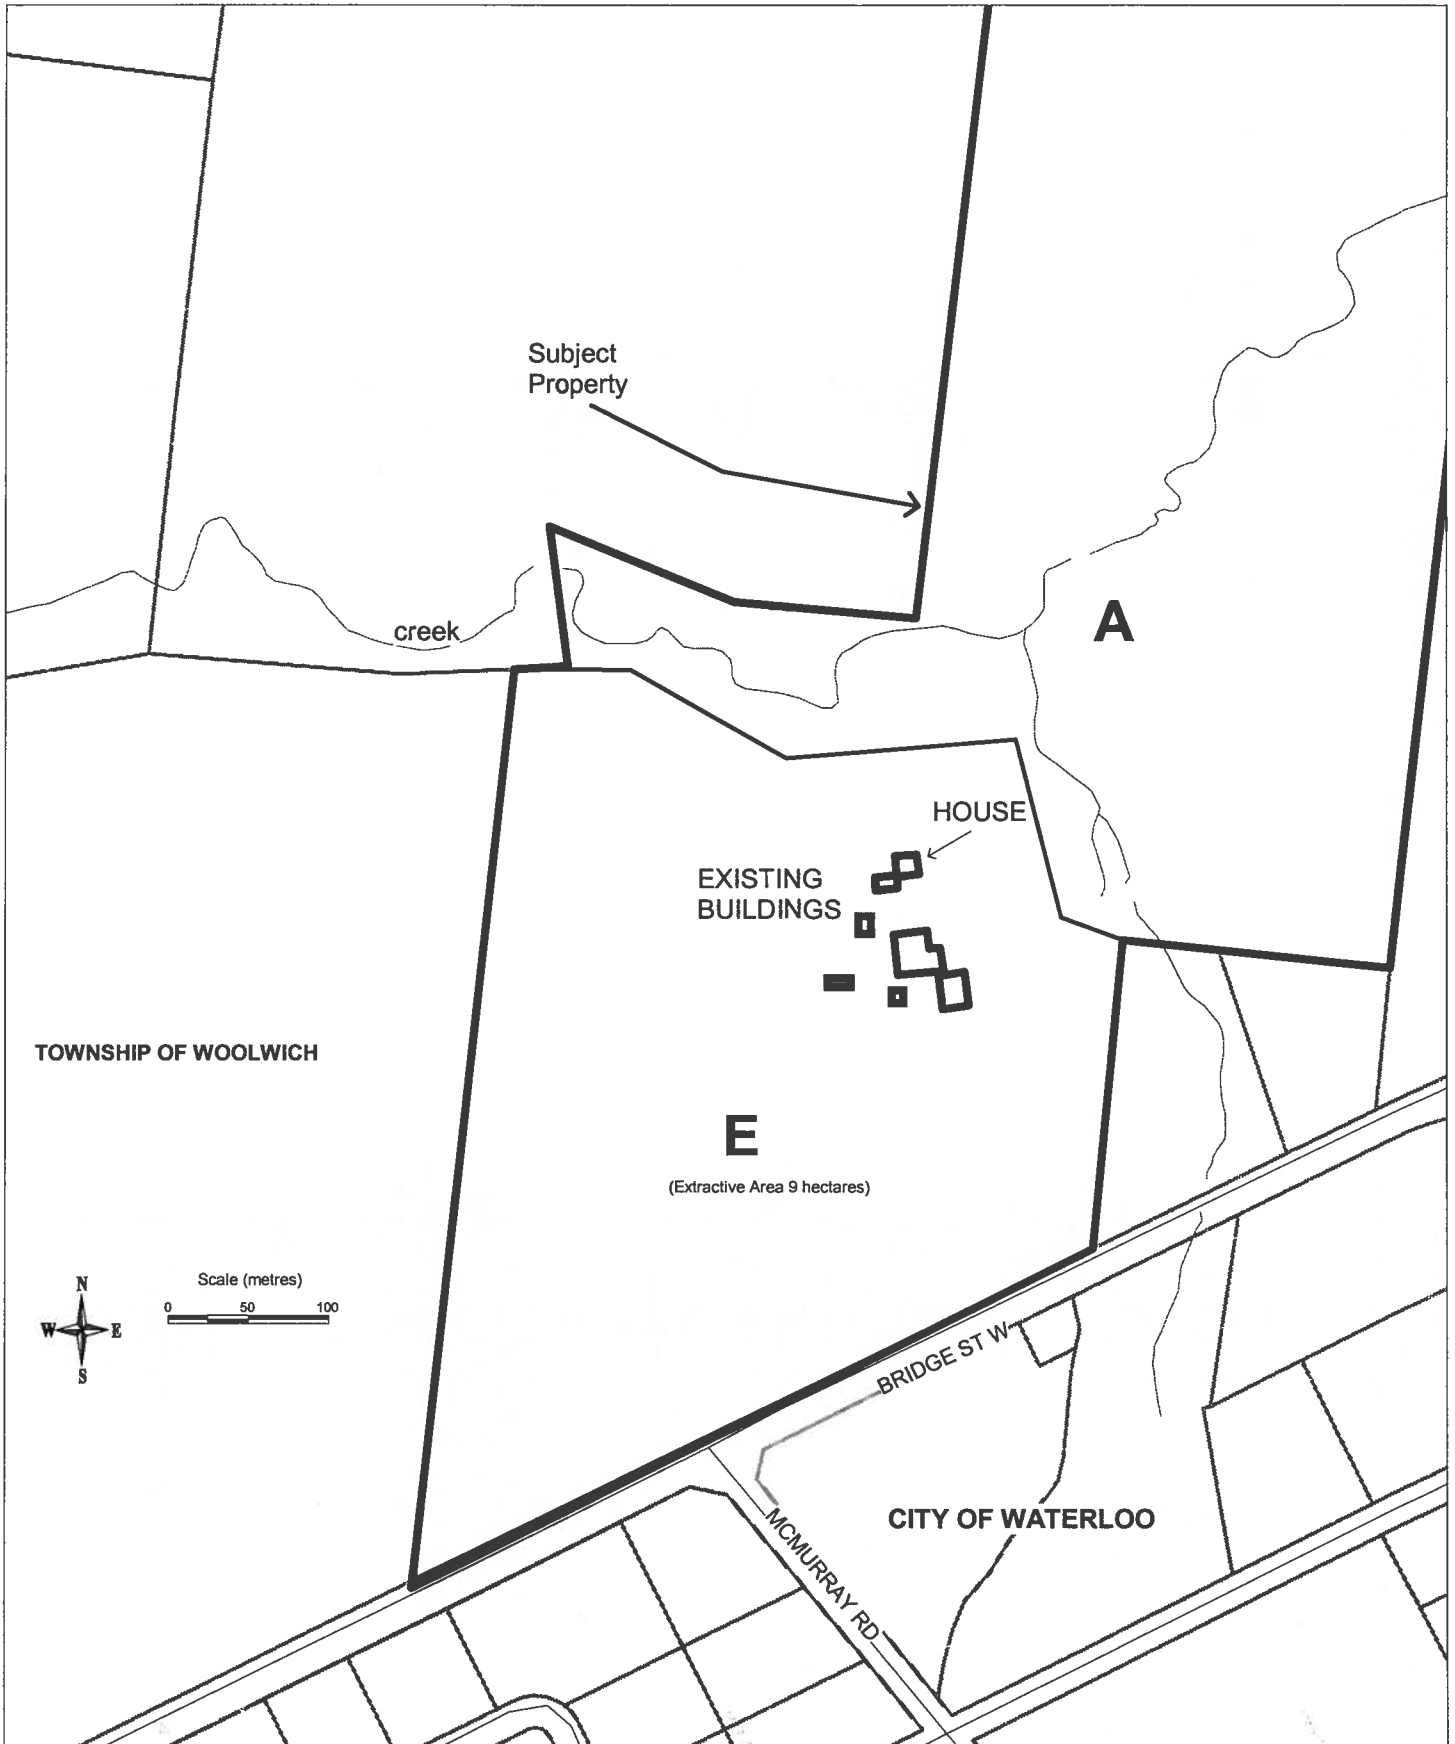 Subject
Property
creek
A
HOUSE
EXISTING
BUILDINGS
TOWNSHIP OF WOOLWICH
E
(Extractive Area 9 hectares)
N
W E
S
Scale (metres)
0 50 100
BRIDGE ST W
CITY OF WATERLOO
MCMURRAY RD